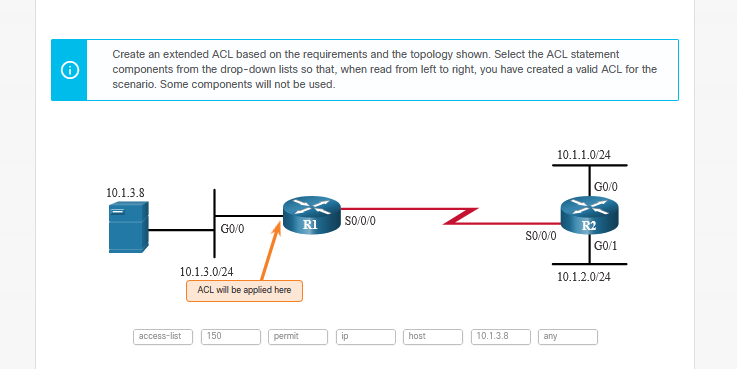 Create an extended ACL based on the requirements and the topology shown. Select the ACL statement
components from the drop-down lists so that, when read from left to right, you have created a valid ACL for the
scenario. Some components will not be used.
10.1.1.0/24
10.1.3.8
G0/0
R1
S0/0/0
G0/0
R2
S0/0/0
G0/1
10.1.3.0/24
10.1.2.0/24
ACL will be applied here
access-list 150 permit ip host 10.1.3.8 any